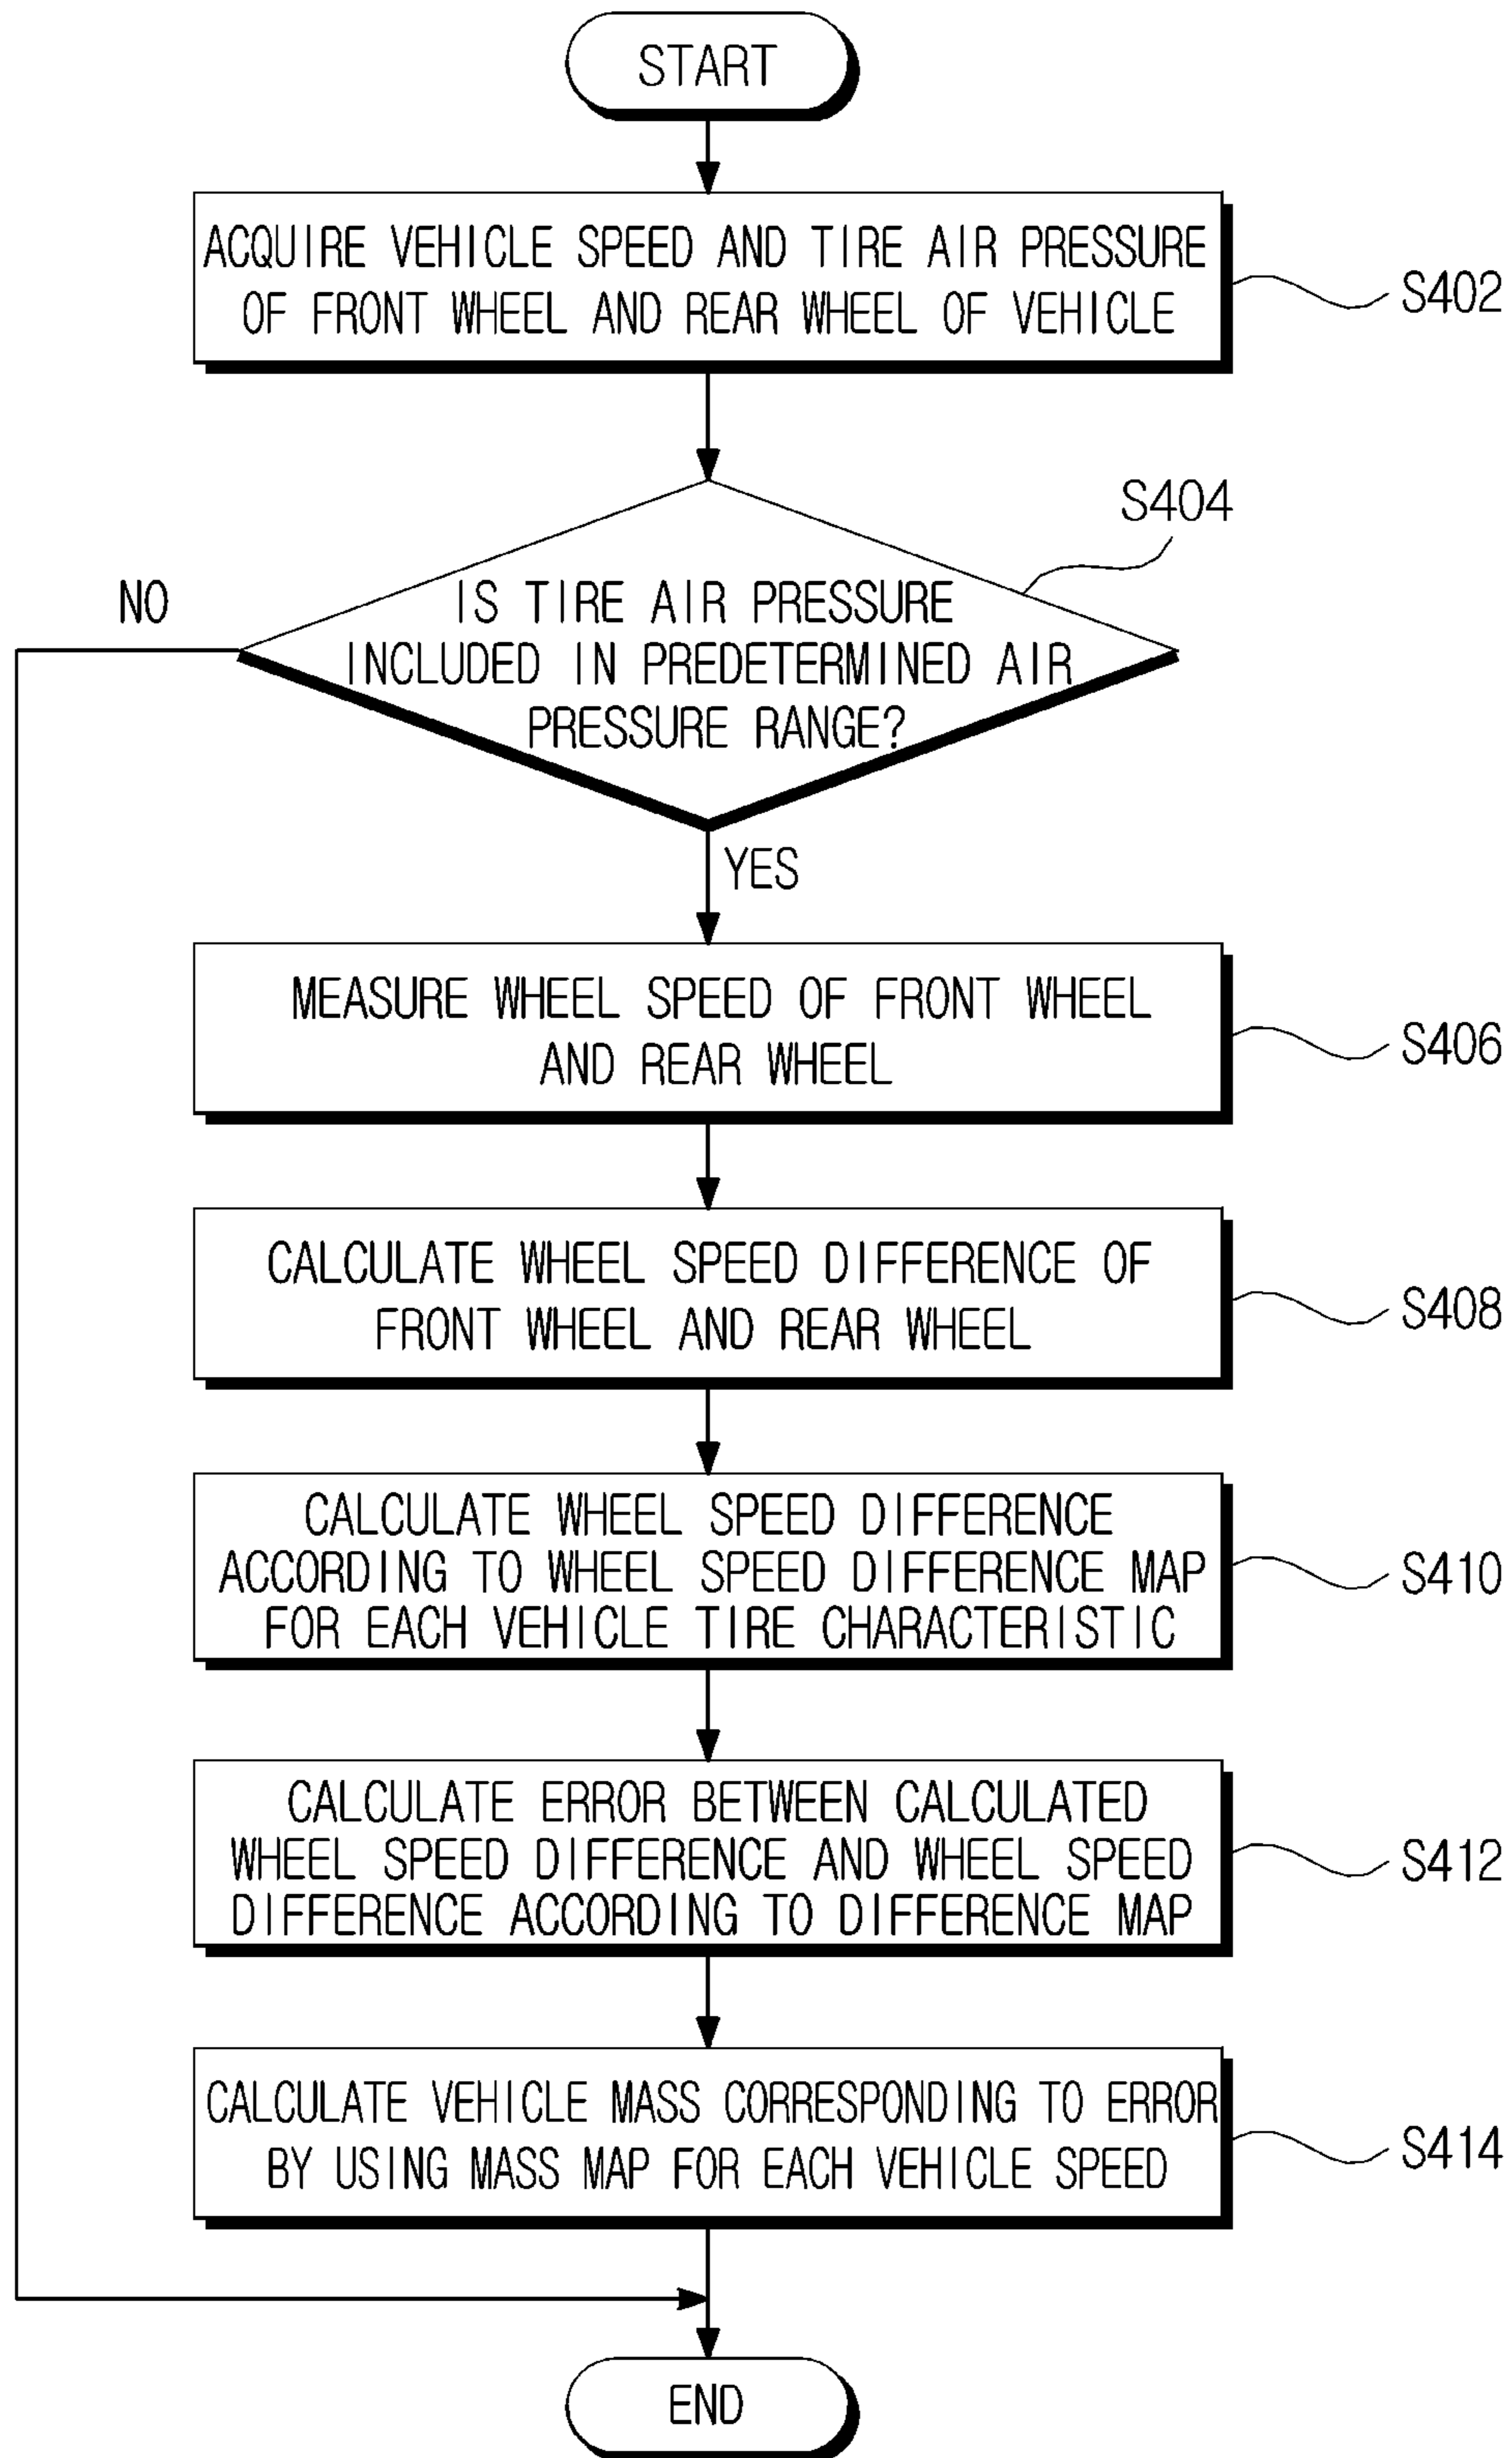 START
ACQUIRE VEHICLE SPEED AND TIRE AIR PRESSURE
OF FRONT WHEEL AND REAR WHEEL OF VEHICLE
S402
S404
NO
IS TIRE AIR PRESSURE
INCLUDED IN PREDETERMINED AIR
PRESSURE RANGE?
YES
MEASURE WHEEL SPEED OF FRONT WHEEL
AND REAR WHEEL
S406
CALCULATE WHEEL SPEED DIFFERENCE OF
FRONT WHEEL AND REAR WHEEL
S408
CALCULATE WHEEL SPEED DIFFERENCE
ACCORDING TO WHEEL SPEED DIFFERENCE MAP
FOR EACH VEHICLE TIRE CHARACTERISTIC
S410
CALCULATE ERROR BETWEEN CALCULATED
WHEEL SPEED DIFFERENCE AND WHEEL SPEED
DIFFERENCE ACCORDING TO DIFFERENCE MAP
S412
CALCULATE VEHICLE MASS CORRESPONDING TO ERROR
BY USING MASS MAP FOR EACH VEHICLE SPEED
S414
END